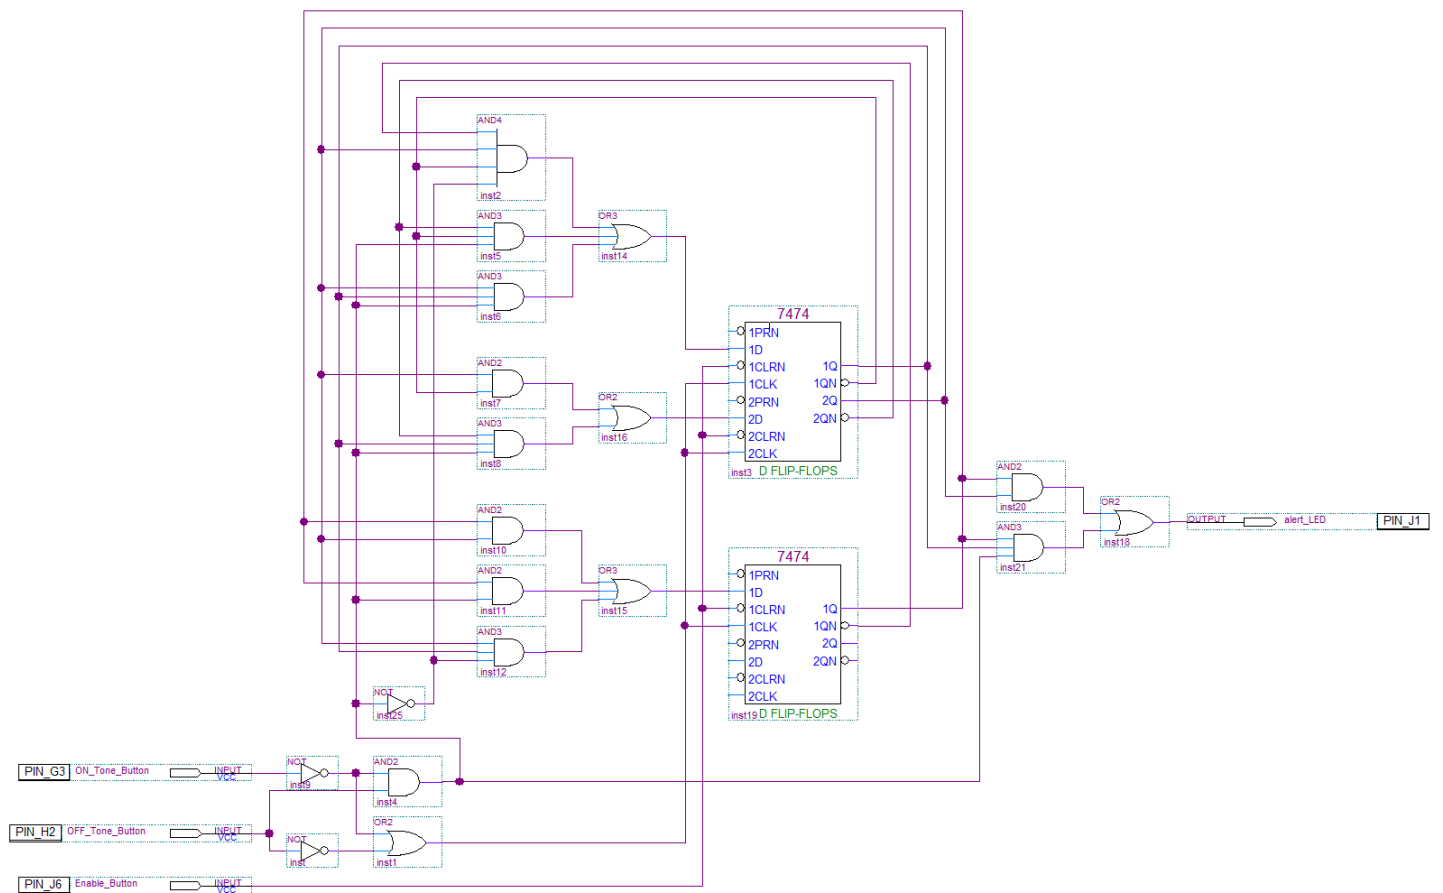 AND4
inst2
AND3
inst5
OR3
inst14
AND3
inst6
7474
1PRN
1D
1CLRN
1Q
1CLK
1QN
2PRN
2Q
2D
2QN
2CLRN
2CLK
inst3 D FLIP-FLOPS
AND2
inst7
OR2
inst16
AND3
inst8
AND2
inst20
AND3
inst21
OR2
inst18
OUTPUT
alert_LED
PIN_J1
AND2
inst10
AND2
inst11
OR3
inst15
AND3
inst12
7474
1PRN
1D
1CLRN
1Q
1CLK
1QN
2PRN
2Q
2D
2QN
2CLRN
2CLK
inst19 D FLIP-FLOPS
NOT
inst25
PIN_G3 ON_Tone_Button INPUT
VCC
NOT
inst9
AND2
inst4
PIN_H2 OFF_Tone_Button INPUT
VCC
NOT
inst
OR2
inst1
PIN_J6 Enable_Button INPUT
VCC